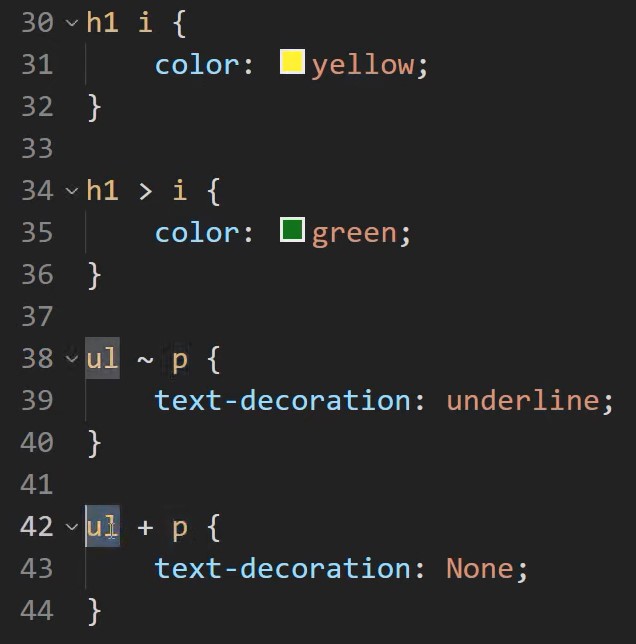 30 h1 i {
31 color: yellow;
32 }
33
34 h1 > i {
35 color: green;
36 }
37
38 ul ~ p {
39 text-decoration: underline;
40 }
41
42 ul + p {
43 text-decoration: None;
44 }